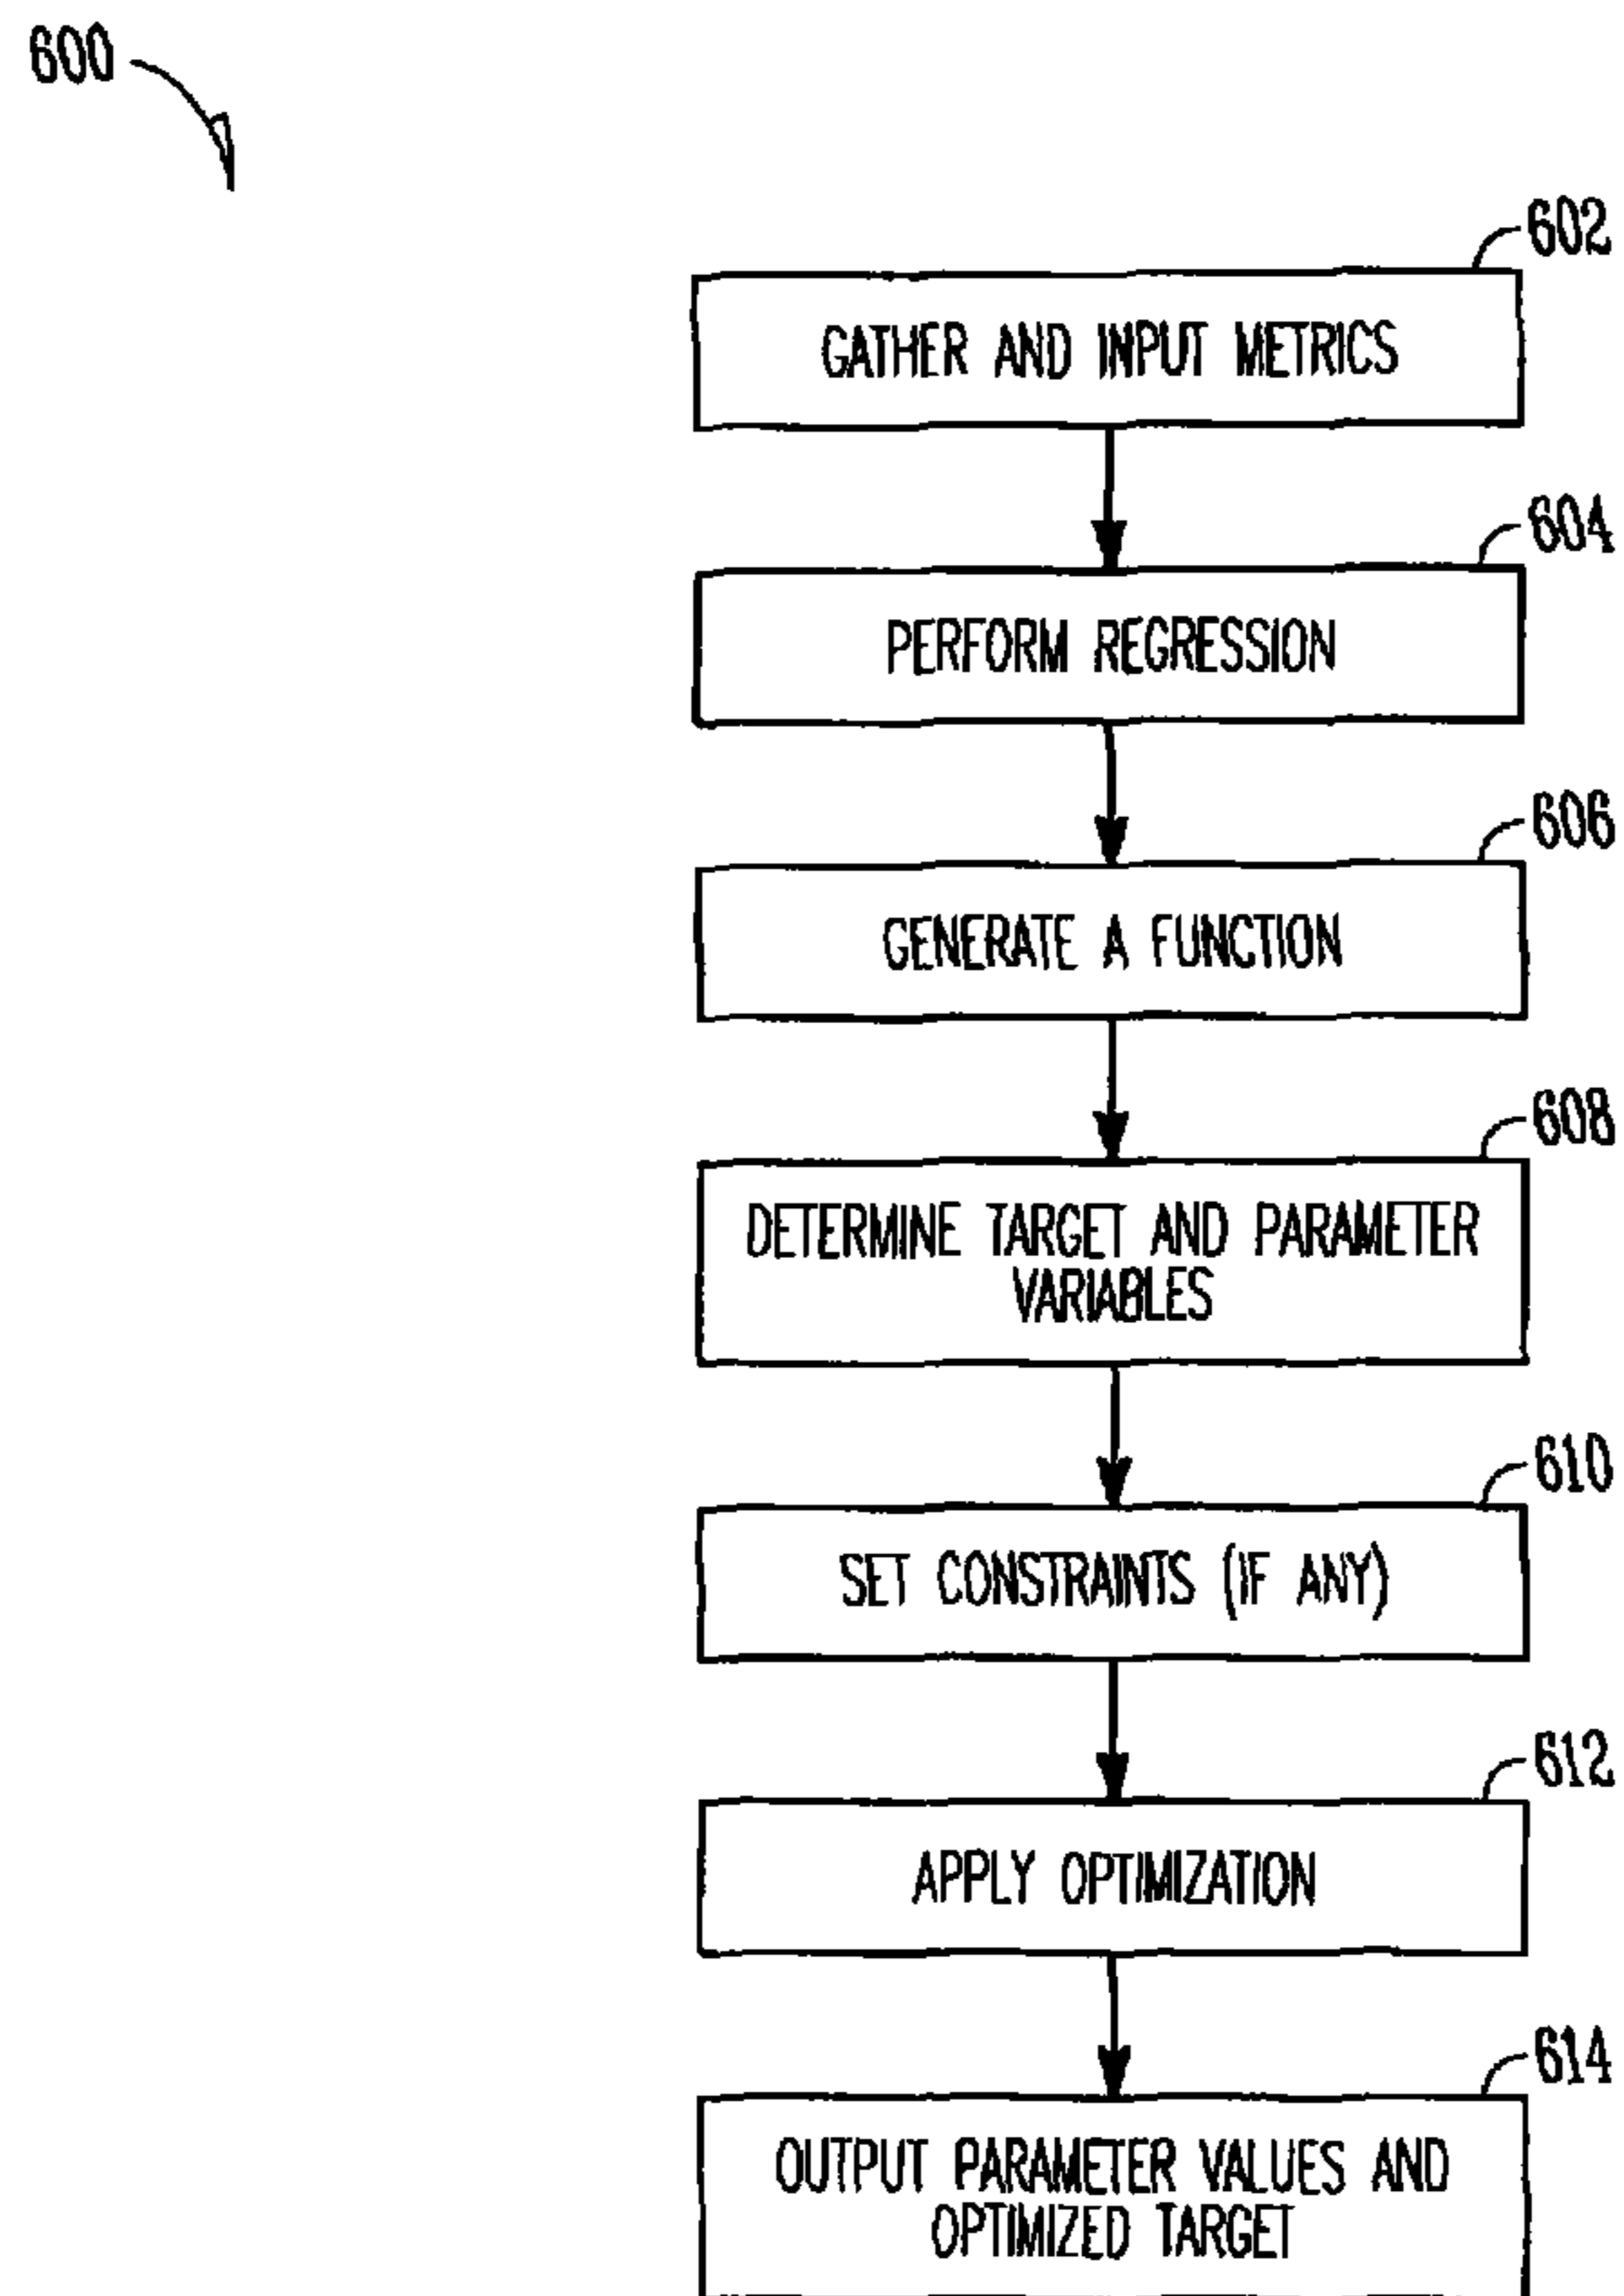 600
602
GATHER AND INPUT METRICS
604
PERFORM REGRESSION
606
GENERATE A FUNCTION
608
DETERMINE TARGET AND PARAMETER
VARIABLES
610
SET CONSTRAINTS (IF ANY)
612
APPLY OPTIMIZATION
614
OUTPUT PARAMETER VALUES AND
OPTIMIZED TARGET